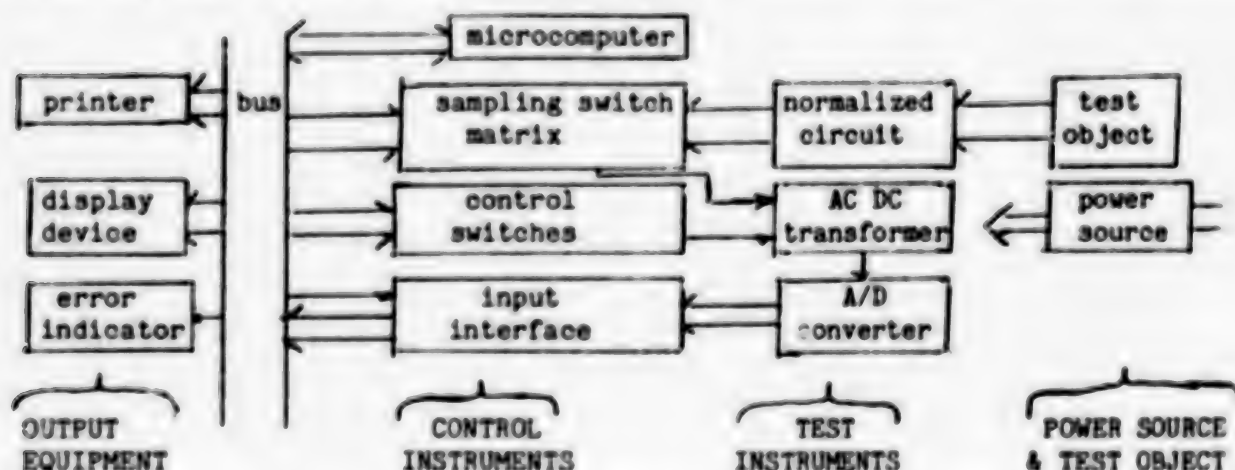 microcomputer
printer
bus
sampling switch
matrix
normalized
circuit
test
object
display
device
control
switches
AC DC
transformer
power
source
error
indicator
input
interface
A/D
converter
OUTPUT
EQUIPMENT
CONTROL
INSTRUMENTS
TEST
INSTRUMENTS
POWER SOURCE
& TEST OBJECT